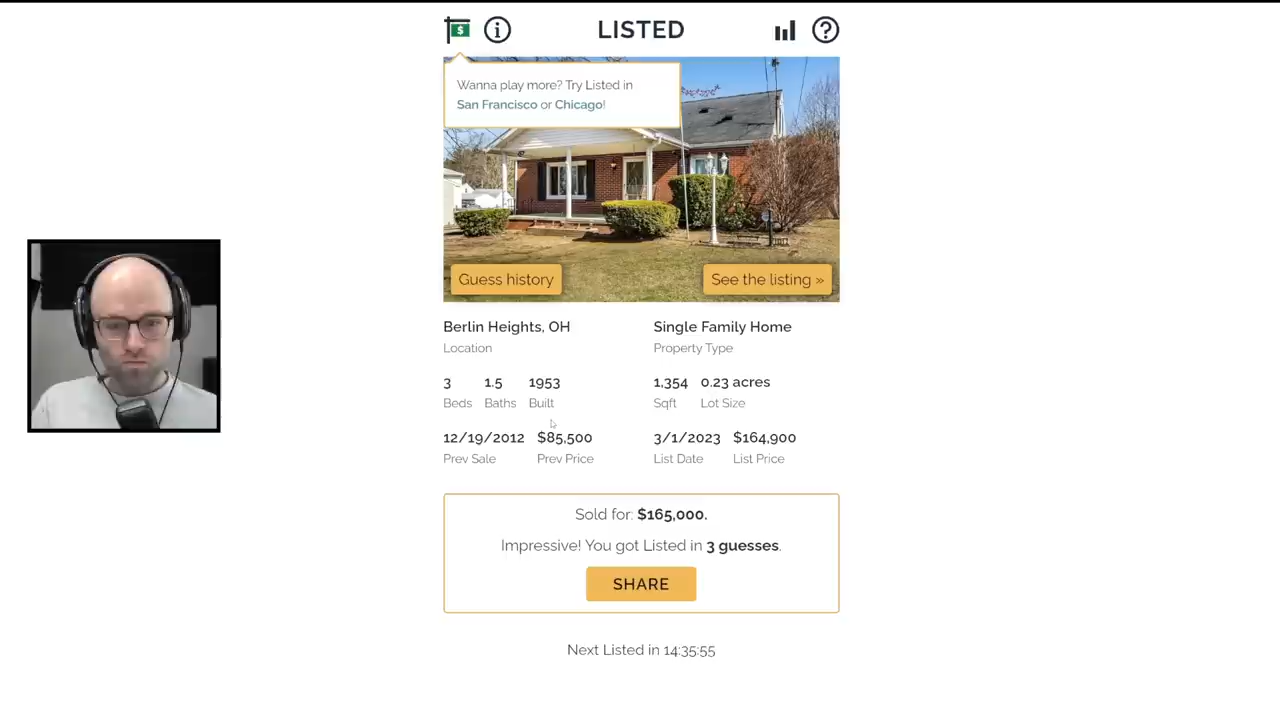 LISTED
Wanna play more? Try Listed in
San Francisco or Chicago!
Guess history
See the listing »
Berlin Heights, OH
Location
Single Family Home
Property Type
3 1.5 1953
Beds Baths Built
1,354 0.23 acres
Sqft Lot Size
12/19/2012 $85,500
Prev Sale Prev Price
3/1/2023 $164,900
List Date List Price
Sold for: $165,000.
Impressive! You got Listed in 3 guesses.
SHARE
Next Listed in 14:35:55